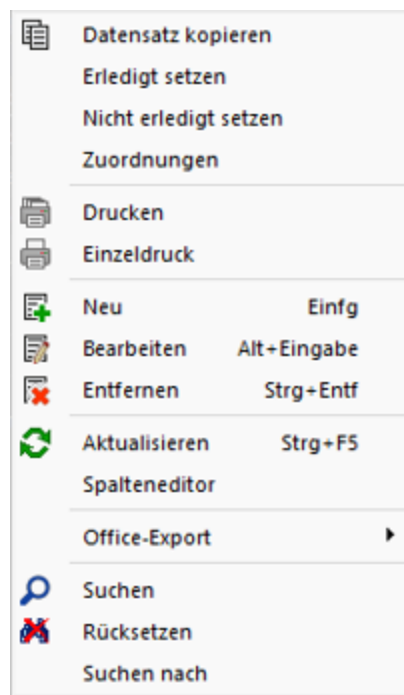 Datensatz kopieren
Erledigt setzen
Nicht erledigt setzen
Zuordnungen
Drucken
Einzeldruck
Neu Einfg
Bearbeiten Alt+Eingabe
Entfernen Strg+Entf
Aktualisieren Strg+F5
Spalteneditor
Office-Export
Suchen
Rücksetzen
Suchen nach